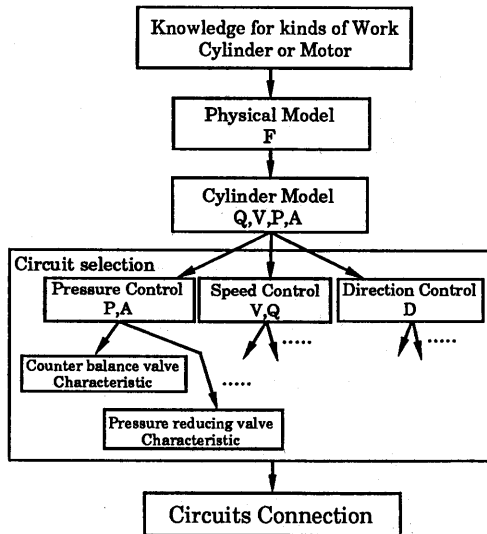 Knowledge for kinds of Work
Cylinder or Motor
Physical Model
F
Cylinder Model
Q,V,P,A
Circuit selection
Pressure Control
P,A
Speed Control
V,Q
Direction Control
D
.....
.....
Counter balance valve
Characteristic
.....
Pressure reducing valve
Characteristic
Circuits Connection